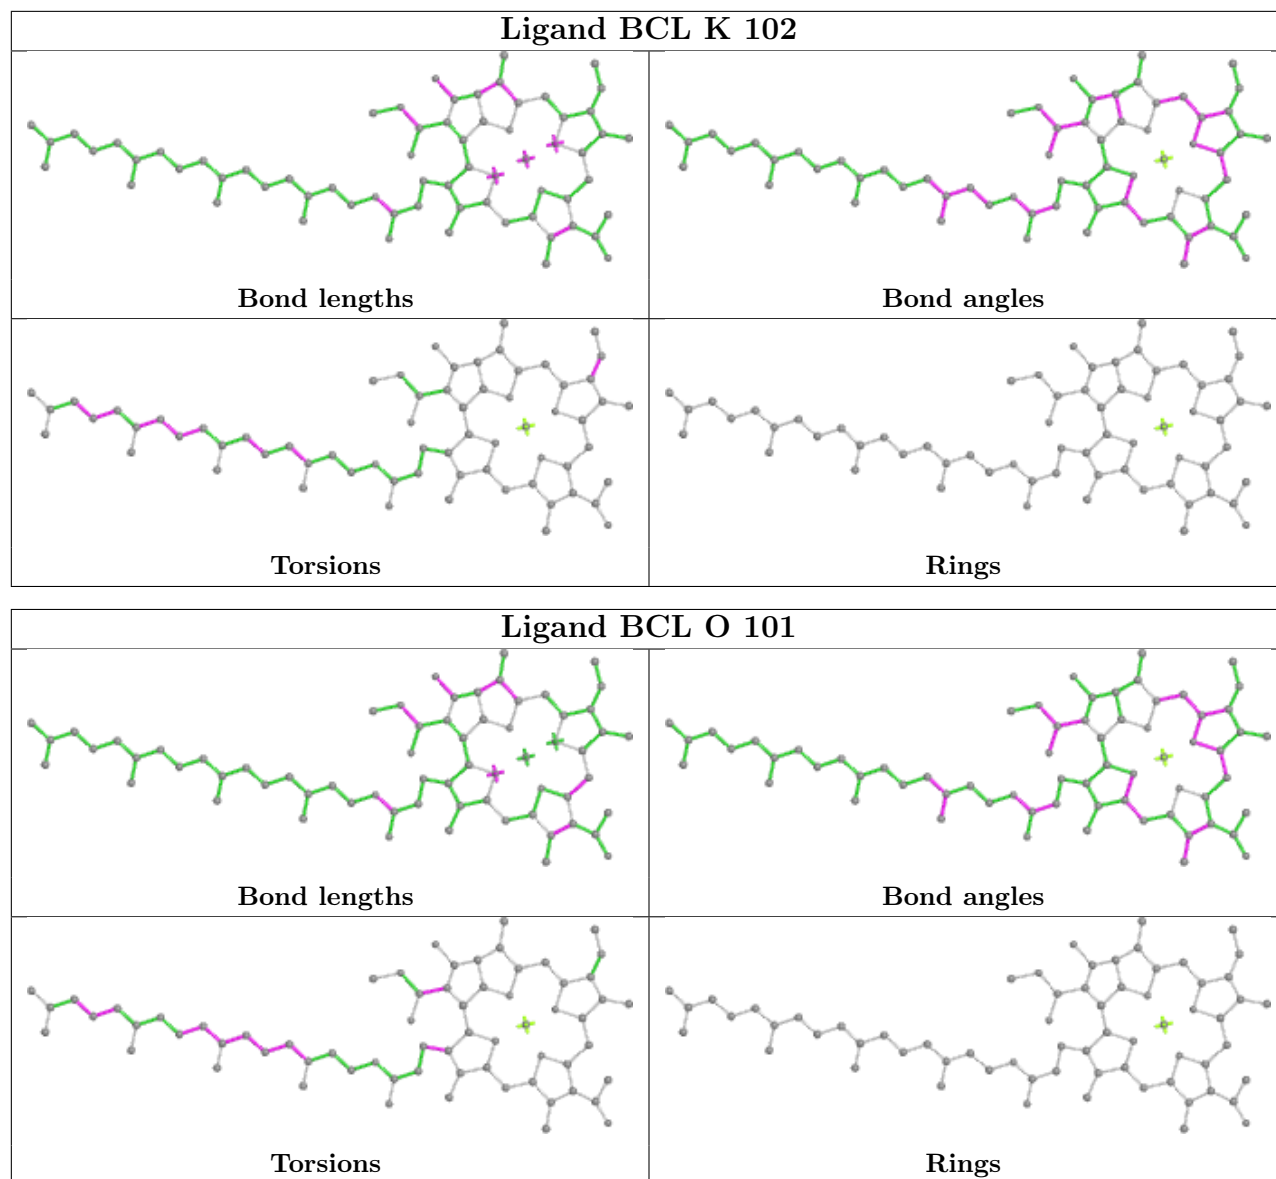 Ligand BCL K 102
Bond lengths
Bond angles
Torsions
Rings
Ligand BCL O 101
Bond lengths
Bond angles
Torsions
Rings